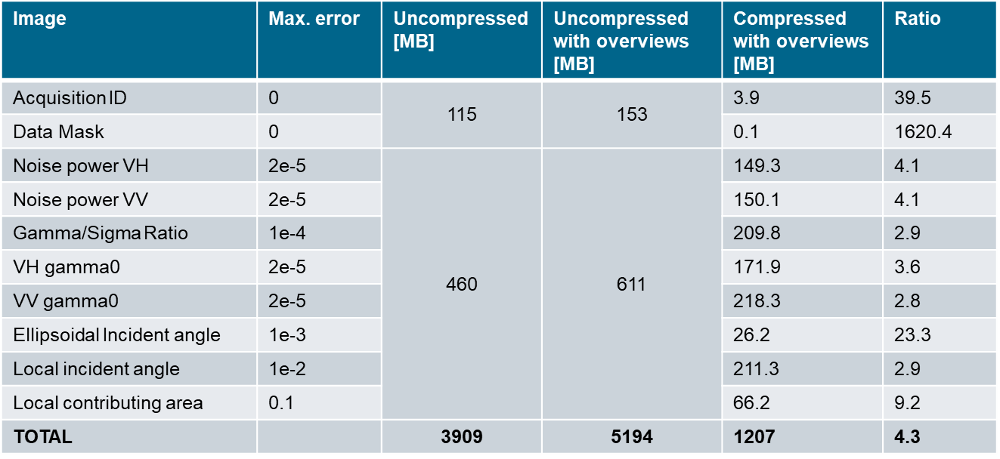 Image Max. error Uncompressed [MB] Uncompressed with overviews [MB] Compressed with overviews [MB] Ratio
Acquisition ID 0 115 153 3.9 39.5
Data Mask 0 0.1 1620.4
Noise power VH 2e-5 460 611 149.3 4.1
Noise power VV 2e-5 150.1 4.1
Gamma/Sigma Ratio 1e-4 209.8 2.9
VH gamma0 2e-5 171.9 3.6
VV gamma0 2e-5 218.3 2.8
Ellipsoidal Incident angle 1e-3 26.2 23.3
Local incident angle 1e-2 211.3 2.9
Local contributing area 0.1 66.2 9.2
TOTAL 3909 5194 1207 4.3